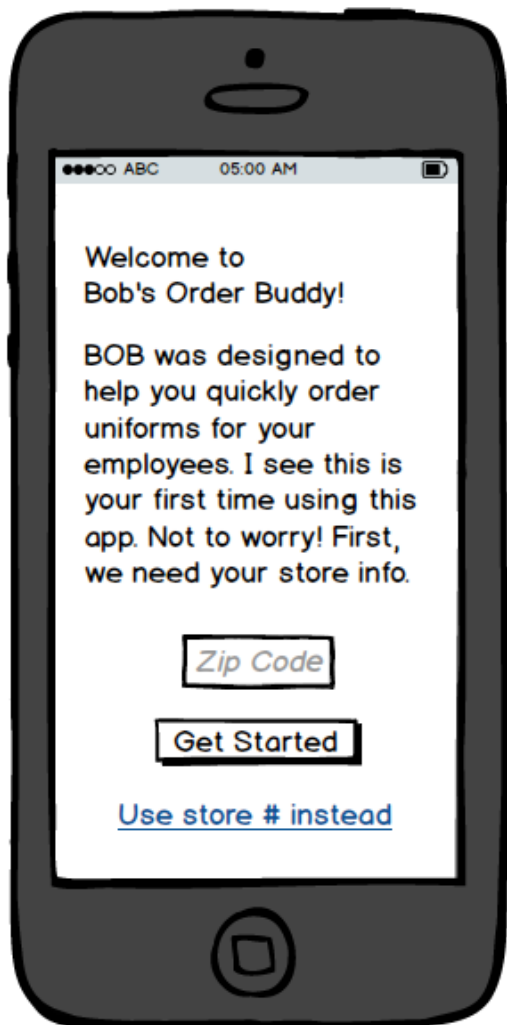 ABC 05:00 AM
Welcome to
Bob's Order Buddy!
BOB was designed to
help you quickly order
uniforms for your
employees. I see this is
your first time using this
app. Not to worry! First,
we need your store info.
Zip Code
Get Started
Use store # instead